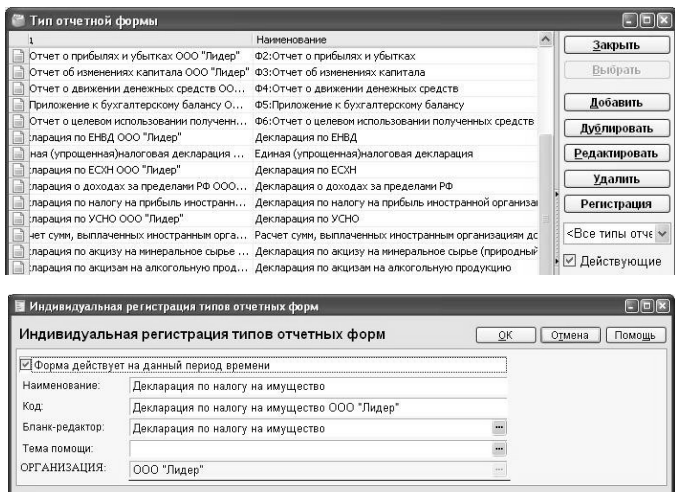 Тип отчетной формы
1 Наименование
Отчет о прибылях и убытках ООО "Лидер" Ф2:Отчет о прибылях и убытках
Отчет об изменениях капитала ООО "Лидер" Ф3:Отчет об изменениях капитала
Отчет о движении денежных средств ОО... Ф4:Отчет о движении денежных средств
Приложение к бухгалтерскому балансу О... Ф5:Приложение к бухгалтерскому балансу
Отчет о целевом использовании полученн... Ф6:Отчет о целевом использовании полученных средств
:ларация по ЕНВД ООО "Лидер" Декларация по ЕНВД
ная (упрощенная)налоговая декларация ... Единая (упрощенная)налоговая декларация
:ларация по ЕСХН ООО "Лидер" Декларация по ЕСХН
:ларация о доходах за пределами РФ ООО... Декларация о доходах за пределами РФ
:ларация по налогу на прибыль иностранн... Декларация по налогу на прибыль иностранной организа
:ларация по УСНО ООО "Лидер" Декларация по УСНО
чет сумм, выплаченных иностранным орга... Расчет сумм, выплаченных иностранным организациям дс
:ларация по акцизу на минеральное сырье ... Декларация по акцизу на минеральное сырье (природный
:ларация по акцизам на алкогольную прод... Декларация по акцизам на алкогольную продукцию
Закрыть
Выбрать
Добавить
Дублировать
Редактировать
Удалить
Регистрация
<Все типы отче
Действующие
Индивидуальная регистрация типов отчетных форм
Индивидуальная регистрация типов отчетных форм OK Отмена Помощь
Форма действует на данный период времени
Наименование: Декларация по налогу на имущество
Код: Декларация по налогу на имущество ООО "Лидер"
Бланк-редактор: Декларация по налогу на имущество ...
Тема помощи: ...
ОРГАНИЗАЦИЯ: ООО "Лидер" ...